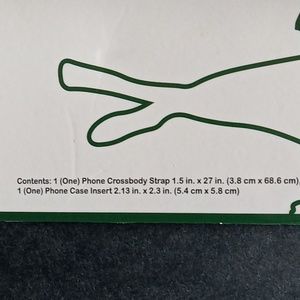 Contents: 1 (One) Phone Crossbody Strap 1.5 in. x 27 in. (3.8 cm x 68.6 cm),
1 (One) Phone Case Insert 2.13 in. x 2.3 in. (5.4 cm x 5.8 cm)